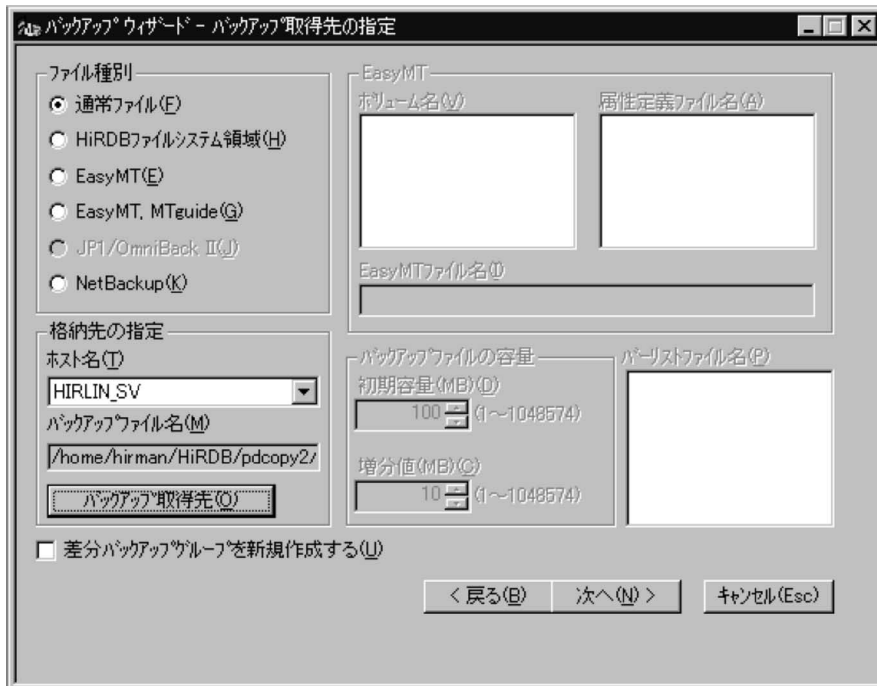 バックアップウィザード - バックアップ取得先の指定
ファイル種別
通常ファイル(F)
HiRDBファイルシステム領域(H)
EasyMT(E)
EasyMT, MTguide(G)
JP1/OmniBack II(J)
NetBackup(K)
EasyMT
ボリューム名(V)
属性定義ファイル名(A)
EasyMTファイル名(I)
格納先の指定
ホスト名(T)
HIRLIN_SV
バックアップファイル名(M)
/home/hirman/HiRDB/pdcopy2/
バックアップ取得先(O)
バックアップファイルの容量
初期容量(MB)(D)
100 (1~1048574)
増分値(MB)(C)
10 (1~1048574)
バーリストファイル名(P)
差分バックアップグループを新規作成する(U)
< 戻る(B) 次へ(N) > キャンセル(Esc)